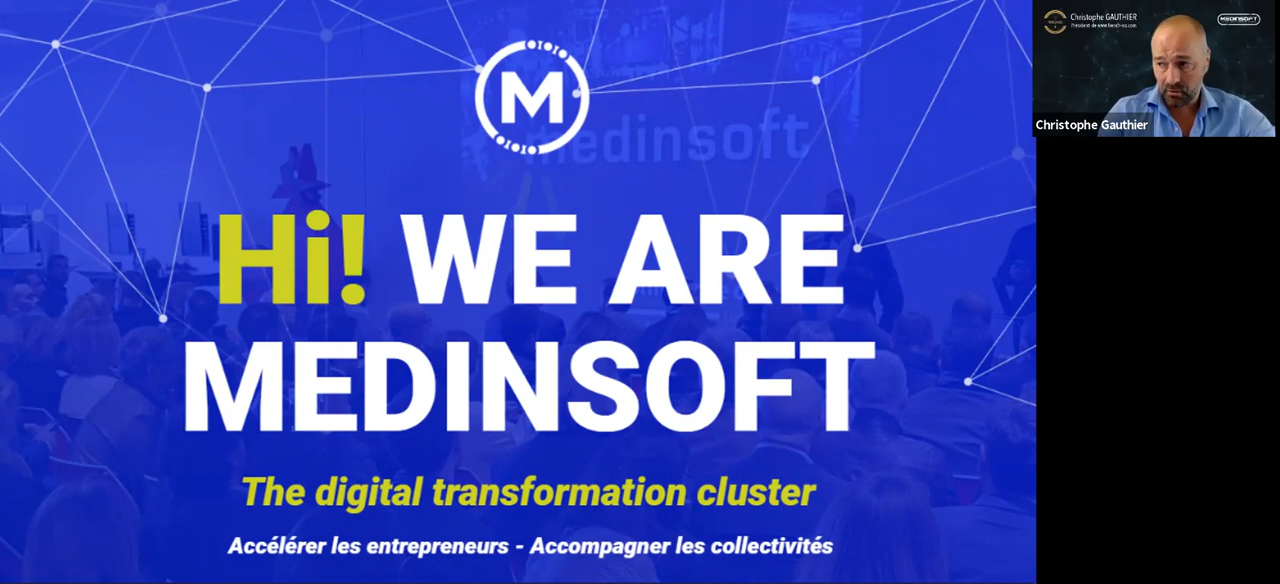 M
medinsoft
Hi! WE ARE
MEDINSOFT
The digital transformation cluster
Accélérer les entrepreneurs - Accompagner les collectivités
Christophe GAUTHIER
MEDINSOFT
Christophe Gauthier